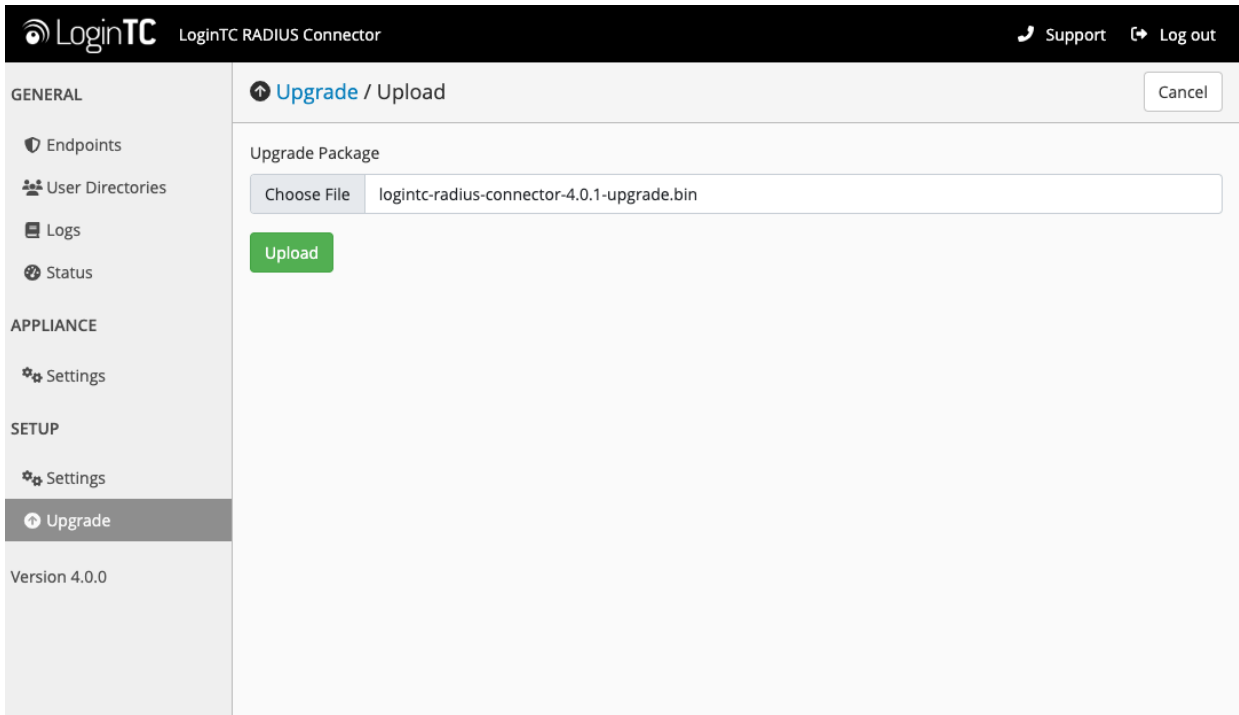 LoginTC LoginTC RADIUS Connector Support Log out
GENERAL
Endpoints
User Directories
Logs
Status
APPLIANCE
Settings
SETUP
Settings
Upgrade
Version 4.0.0
Upgrade / Upload Cancel
Upgrade Package
Choose File logintc-radius-connector-4.0.1-upgrade.bin
Upload